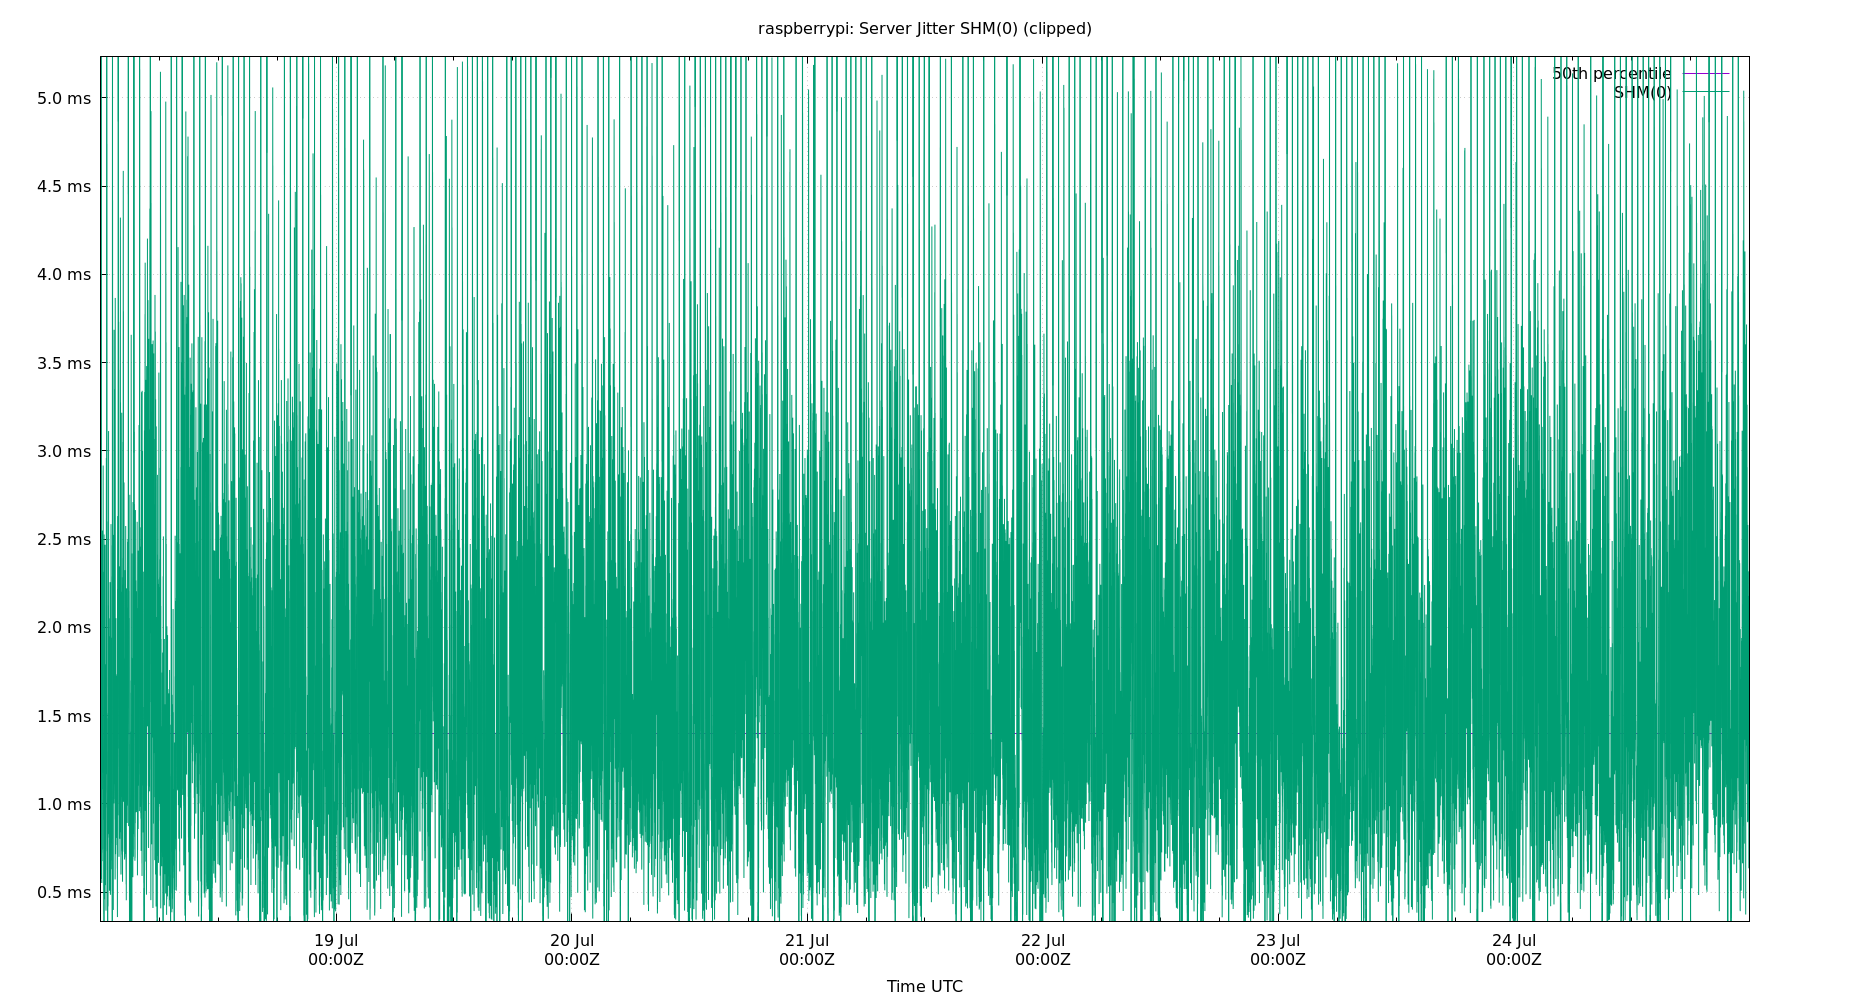 raspberrypi: Server Jitter SHM(0) (clipped)
50th percentile
SHM(0)
5.0 ms
4.5 ms
4.0 ms
3.5 ms
3.0 ms
2.5 ms
2.0 ms
1.5 ms
1.0 ms
0.5 ms
19 Jul 20 Jul 21 Jul 22 Jul 23 Jul 24 Jul
00:00Z 00:00Z 00:00Z 00:00Z 00:00Z 00:00Z
Time UTC